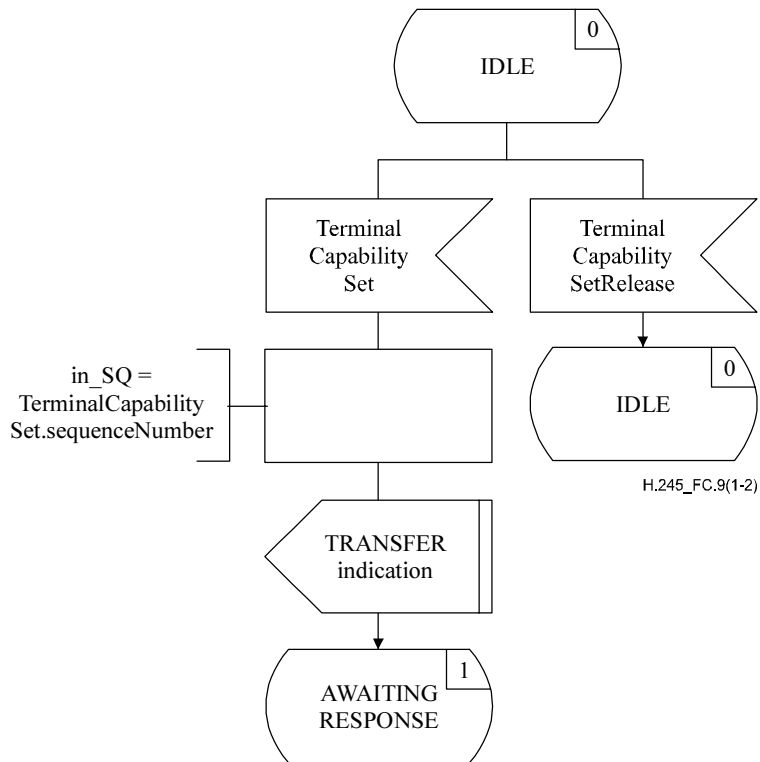 0
IDLE
Terminal
Capability
Set
Terminal
Capability
SetRelease
in_SQ =
TerminalCapability
Set.sequenceNumber
0
IDLE
H.245_FC.9(1-2)
TRANSFER
indication
1
AWAITING
RESPONSE